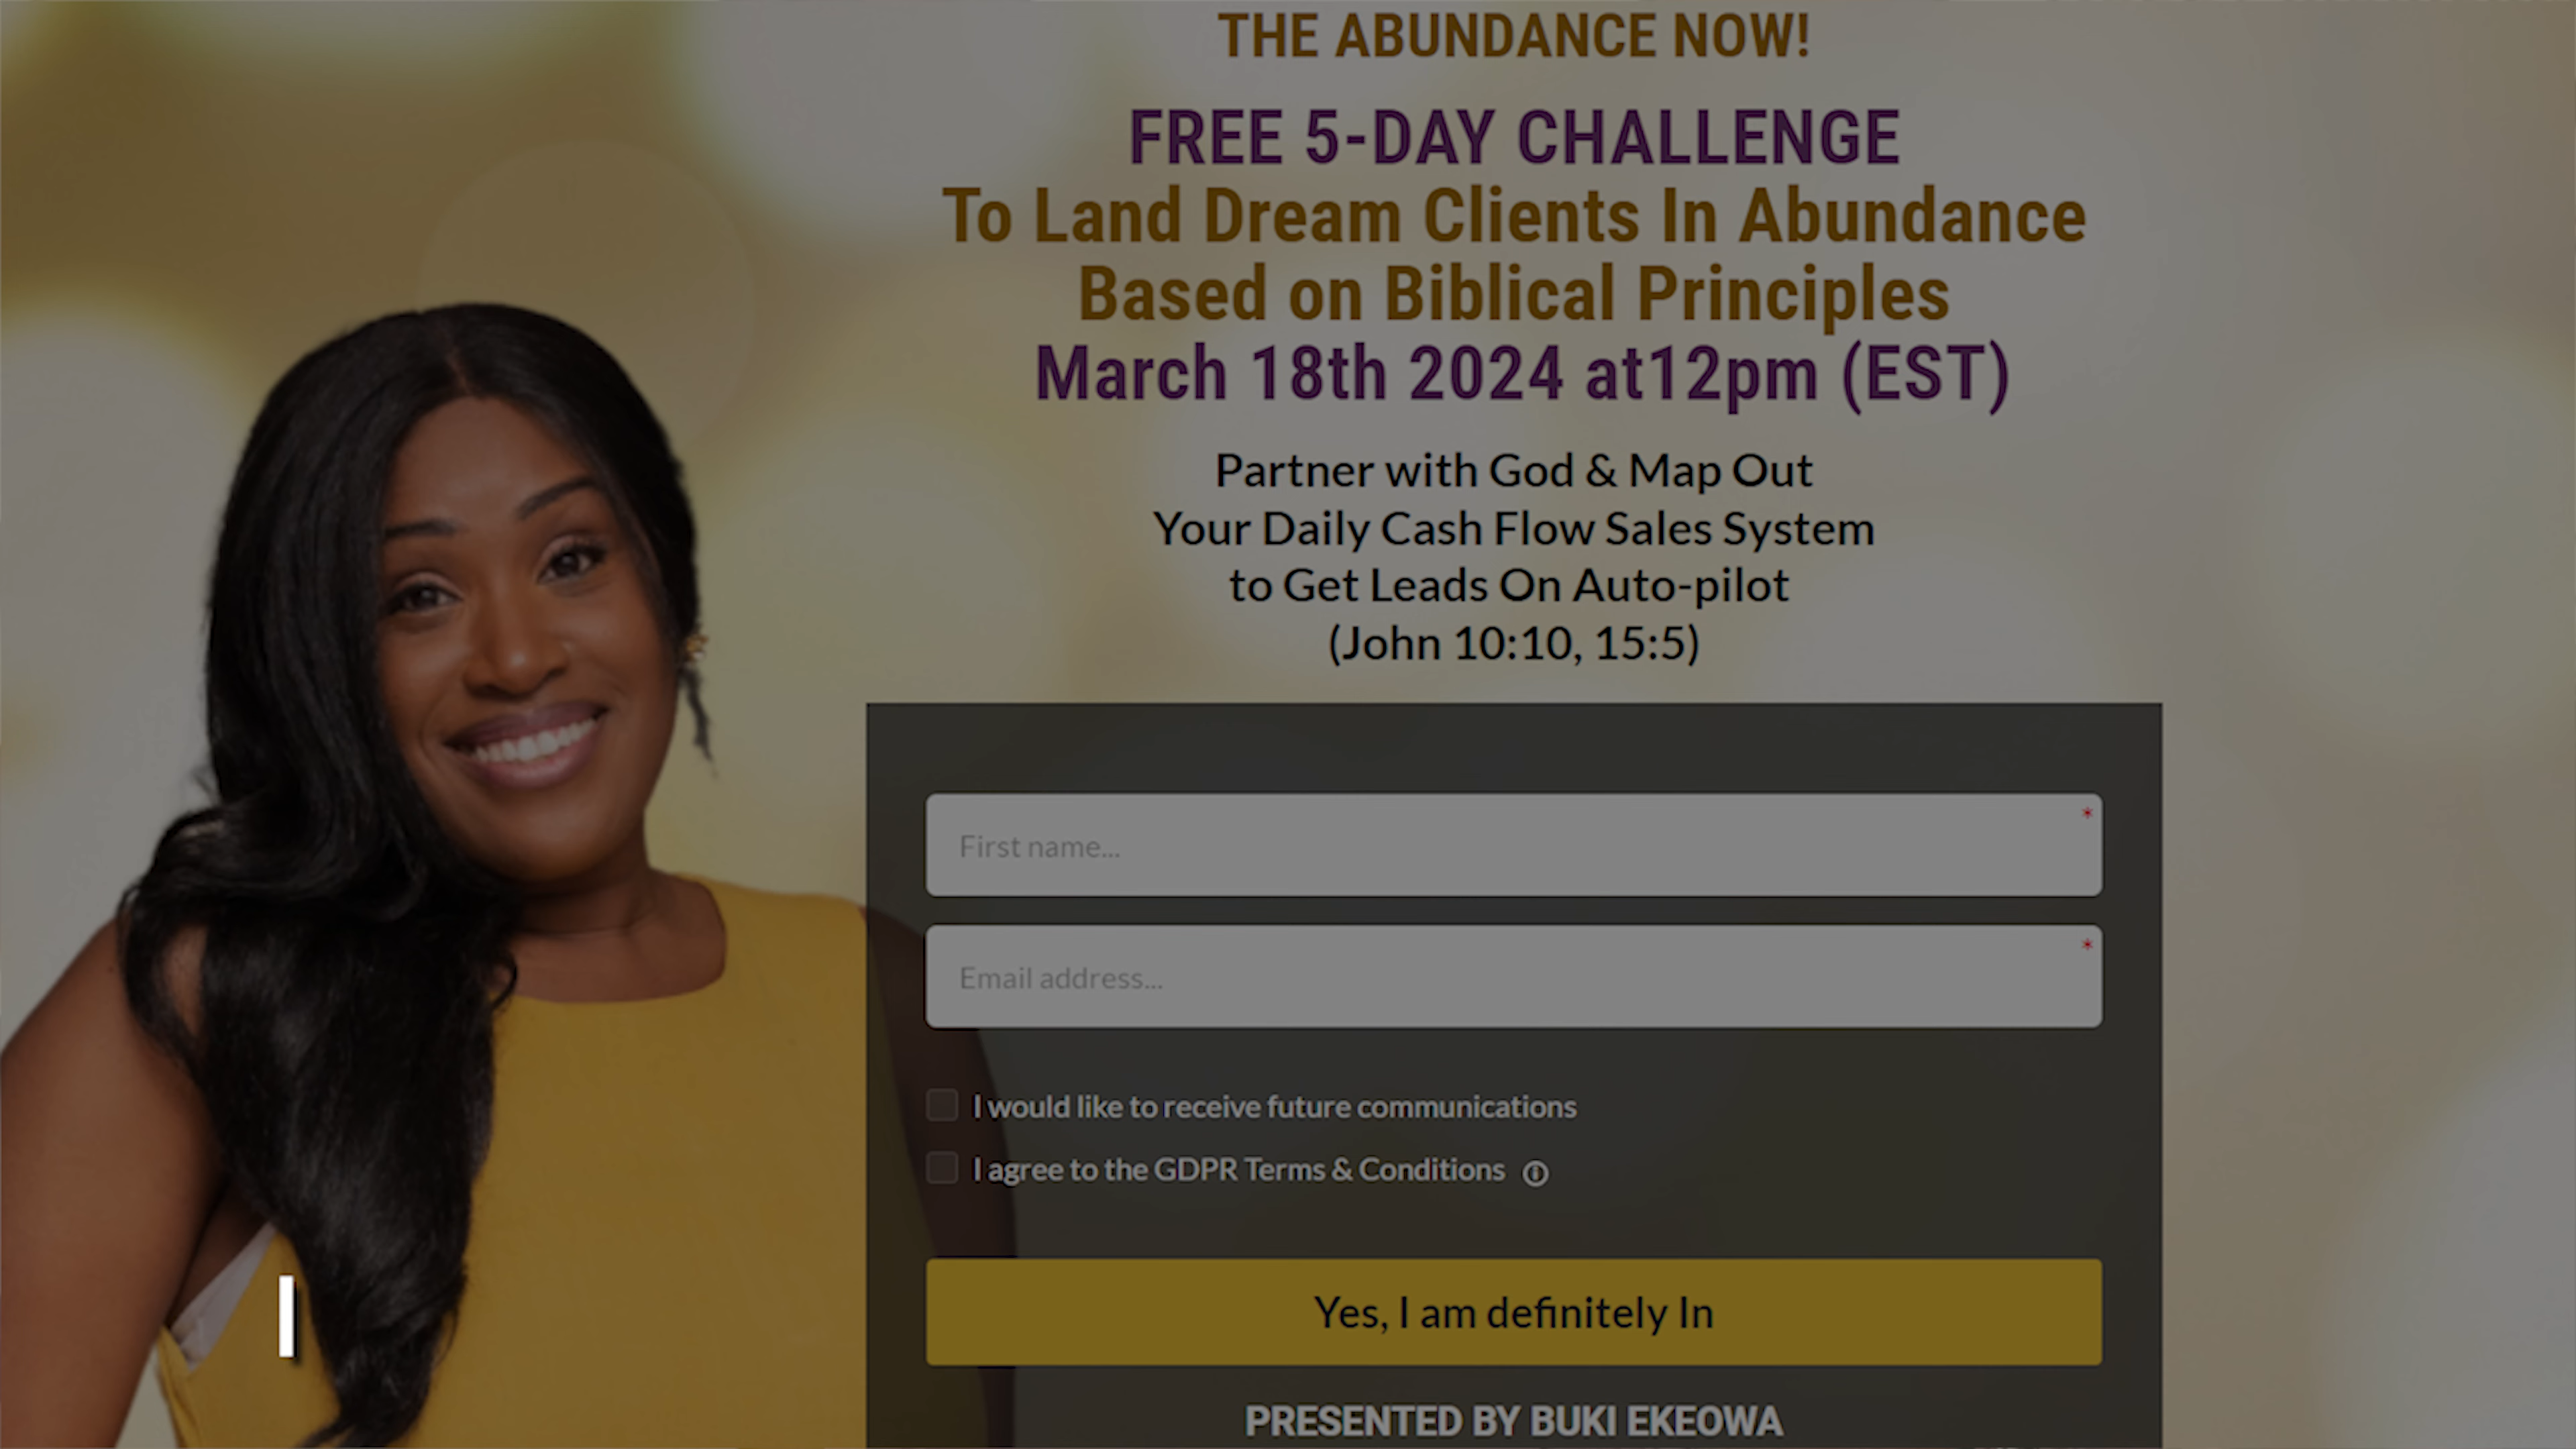 THE ABUNDANCE NOW!
FREE 5-DAY CHALLENGE
To Land Dream Clients In Abundance
Based on Biblical Principles
March 18th 2024 at12pm (EST)
Partner with God & Map Out
Your Daily Cash Flow Sales System
to Get Leads On Auto-pilot
(John 10:10, 15:5)
First name... *
Email address... *
I would like to receive future communications
I agree to the GDPR Terms & Conditions
Yes, I am definitely In
PRESENTED BY BUKI EKEOWA